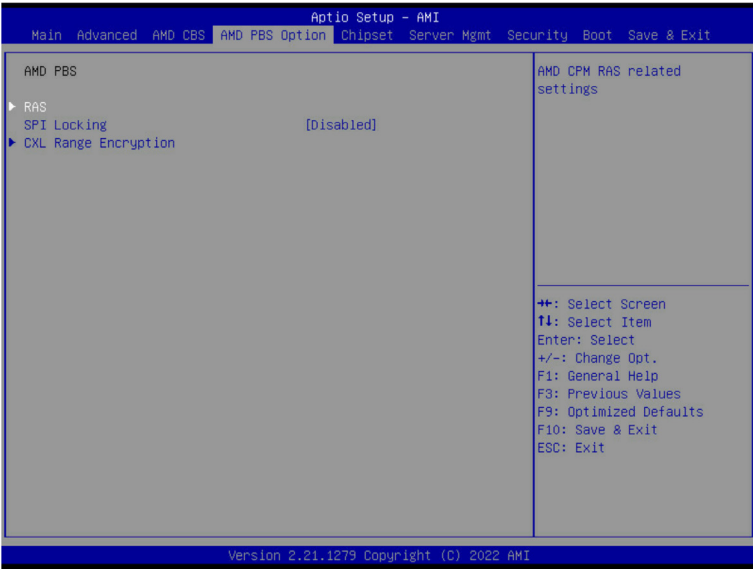 Aptio Setup - AMI
Main Advanced AMD CBS AMD PBS Option Chipset Server Mgmt Security Boot Save & Exit
AMD PBS
▶ RAS
SPI Locking [Disabled]
▶ CXL Range Encryption
AMD CPM RAS related
settings
→←: Select Screen
↑↓: Select Item
Enter: Select
+/-: Change Opt.
F1: General Help
F3: Previous Values
F9: Optimized Defaults
F10: Save & Exit
ESC: Exit
Version 2.21.1279 Copyright (C) 2022 AMI